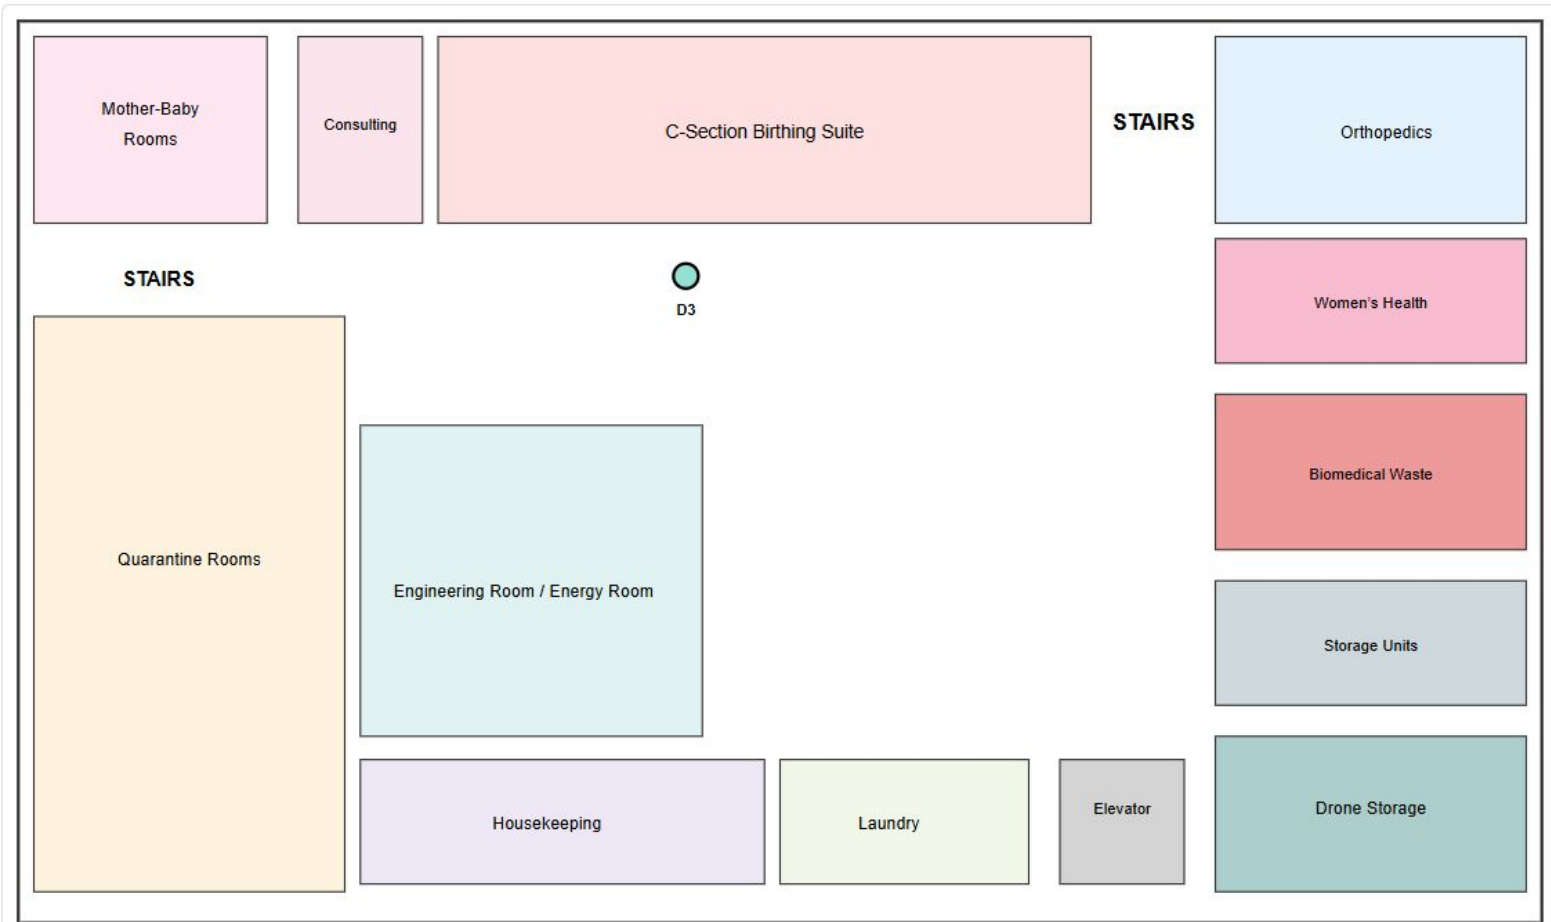 Mother-Baby
Rooms
Consulting
C-Section Birthing Suite
STAIRS
Orthopedics
STAIRS
D3
Women's Health
Biomedical Waste
Quarantine Rooms
Engineering Room / Energy Room
Storage Units
Housekeeping
Laundry
Elevator
Drone Storage